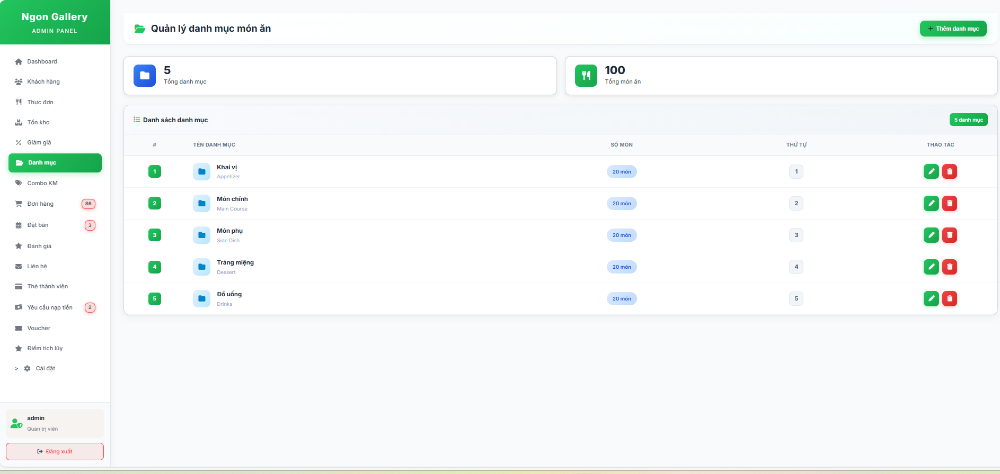 Ngon Gallery
ADMIN PANEL
Dashboard
Khách hàng
Thực đơn
Tồn kho
Giảm giá
Danh mục
Combo KM
Đơn hàng 86
Đặt bàn 3
Đánh giá
Liên hệ
Thẻ thành viên
Yêu cầu nạp tiền 2
Voucher
Điểm tích lũy
> Cài đặt
admin
Quản trị viên
Đăng xuất
Quản lý danh mục món ăn
+ Thêm danh mục
5
Tổng danh mục
100
Tổng món ăn
Danh sách danh mục
5 danh mục
# TÊN DANH MỤC SỐ MÓN THỨ TỰ THAO TÁC
1 Khai vị 20 món 1
Appetizer
2 Món chính 20 món 2
Main Course
3 Món phụ 20 món 3
Side Dish
4 Tráng miệng 20 món 4
Dessert
5 Đồ uống 20 món 5
Drinks